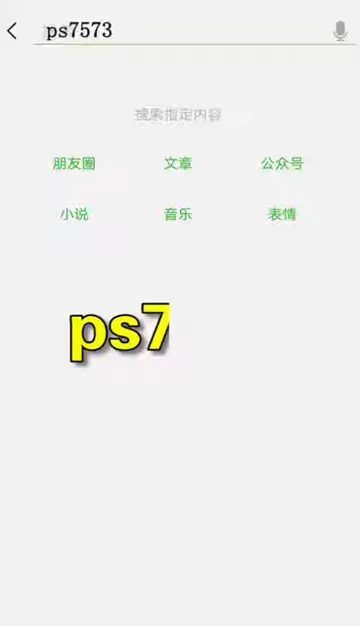 ps7573
搜索指定内容
朋友圈 文章 公众号
小说 音乐 表情
ps7